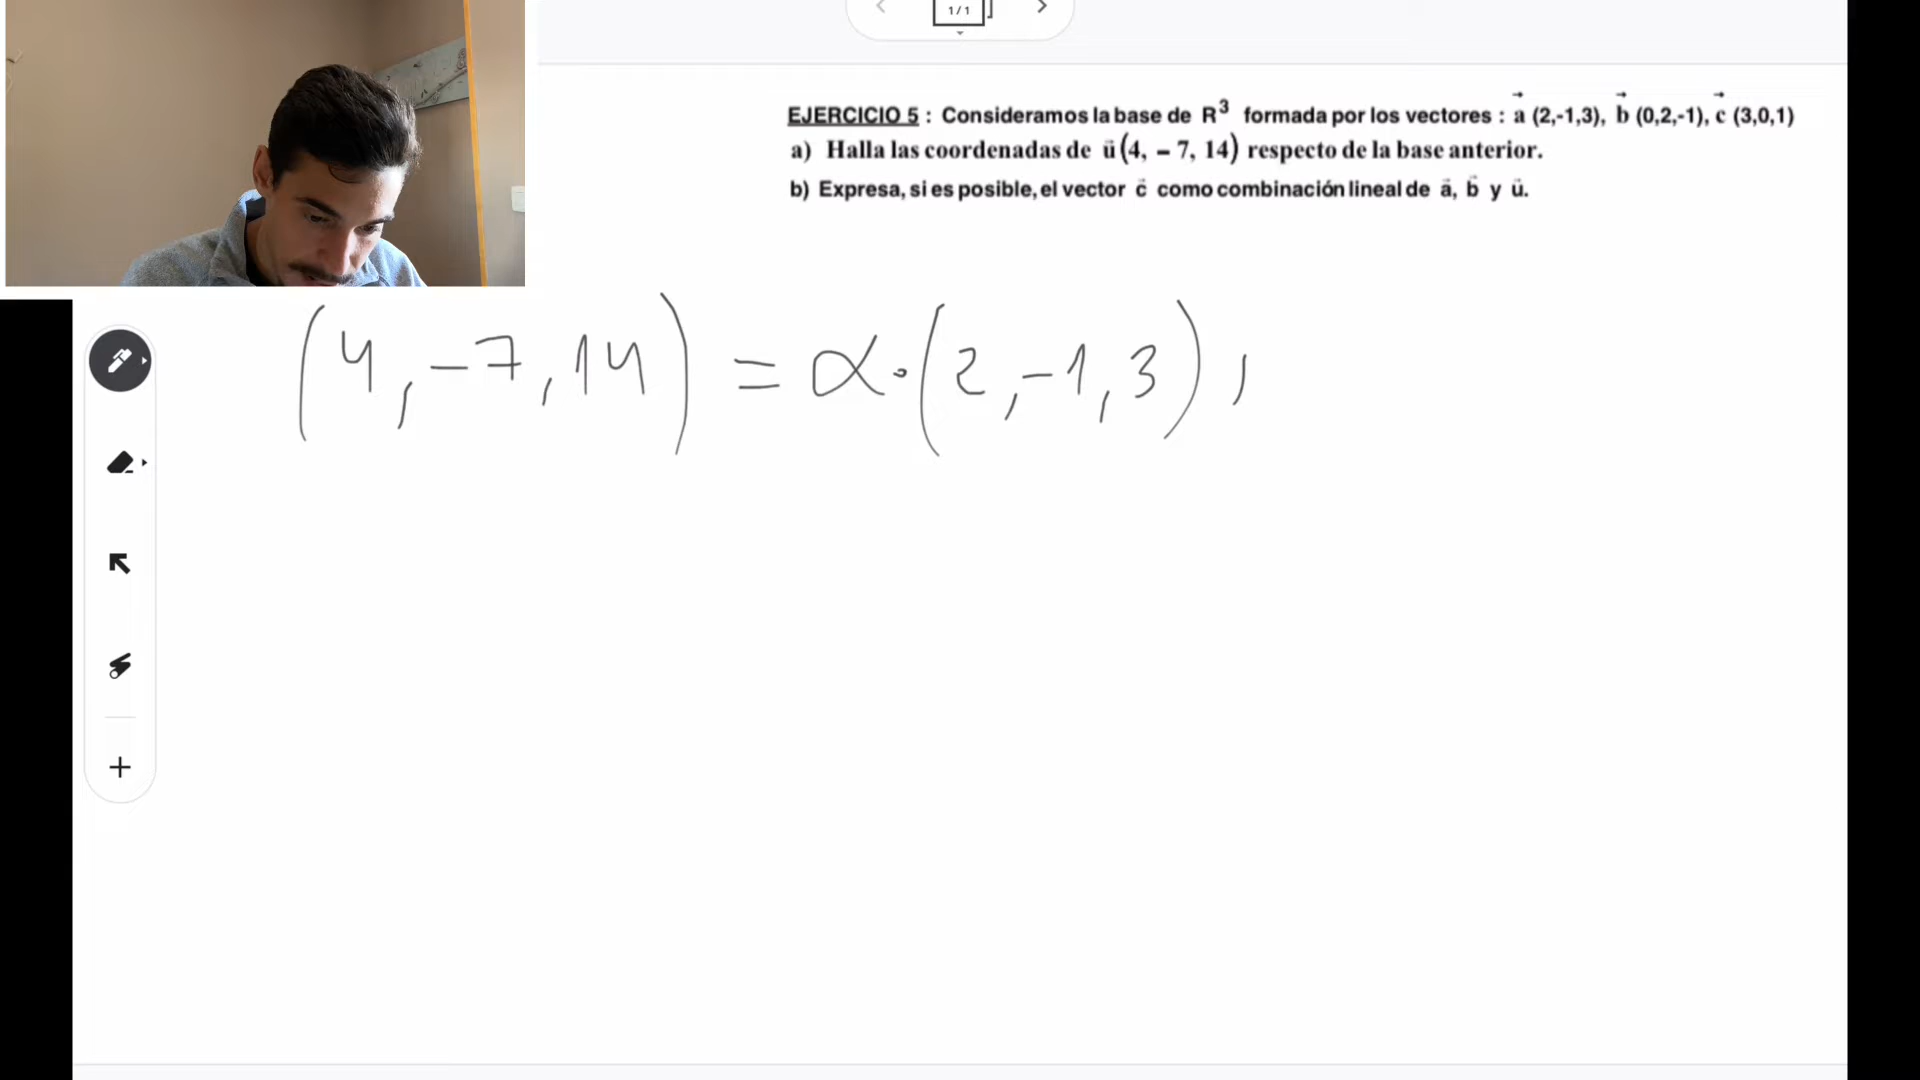 1/1
EJERCICIO 5 : Consideramos la base de R³ formada por los vectores : a⃗ (2,-1,3), b⃗ (0,2,-1), c⃗ (3,0,1)
a) Halla las coordenadas de u⃗ (4, − 7, 14) respecto de la base anterior.
b) Expresa, si es posible, el vector c⃗ como combinación lineal de a⃗, b⃗ y u⃗.
(4, -7, 14) = α·(2, -1, 3),